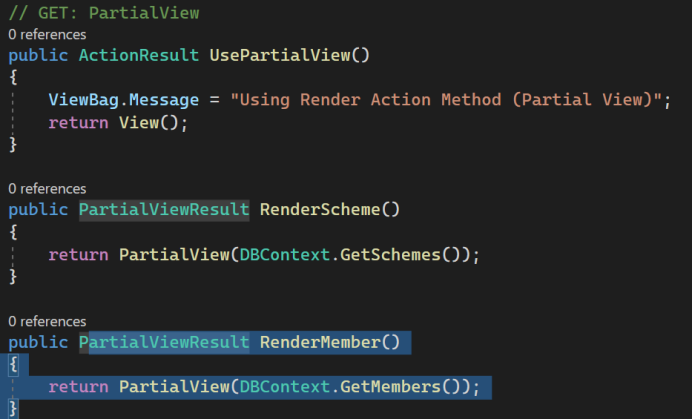 // GET: PartialView
0 references
public ActionResult UsePartialView()
{
ViewBag.Message = "Using Render Action Method (Partial View)";
return View();
}
0 references
public PartialViewResult RenderScheme()
{
return PartialView(DBContext.GetSchemes());
}
0 references
public PartialViewResult RenderMember()
{
return PartialView(DBContext.GetMembers());
}